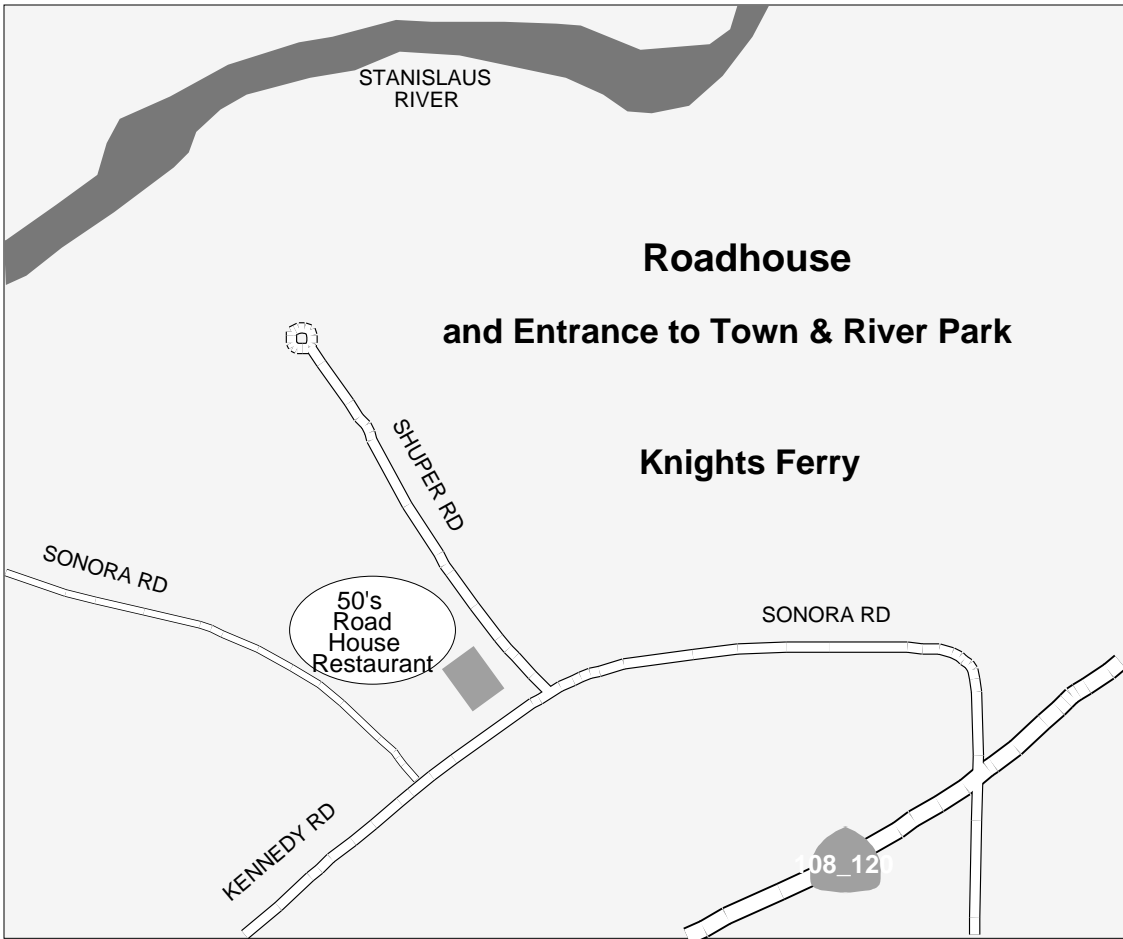 STANISLAUS
RIVER
Roadhouse
and Entrance to Town & River Park
Knights Ferry
SHUPER RD
SONORA RD
50's
Road
House
Restaurant
SONORA RD
KENNEDY RD
108_120